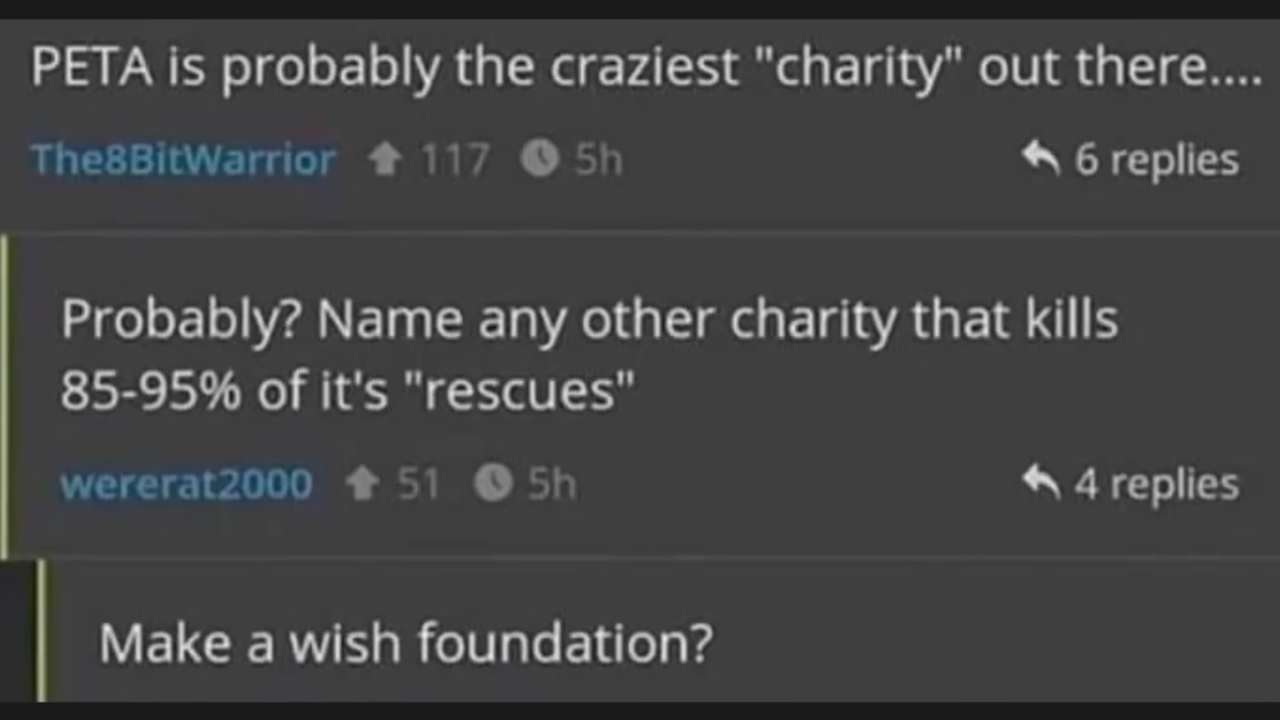 PETA is probably the craziest "charity" out there....
The8BitWarrior 117 5h 6 replies
Probably? Name any other charity that kills
85-95% of it's "rescues"
wererat2000 51 5h 4 replies
Make a wish foundation?